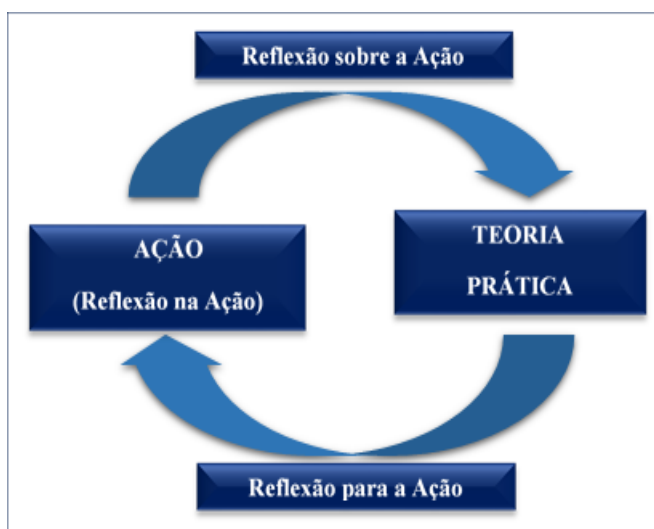 Reflexão sobre a Ação
AÇÃO
(Reflexão na Ação)
TEORIA
PRÁTICA
Reflexão para a Ação